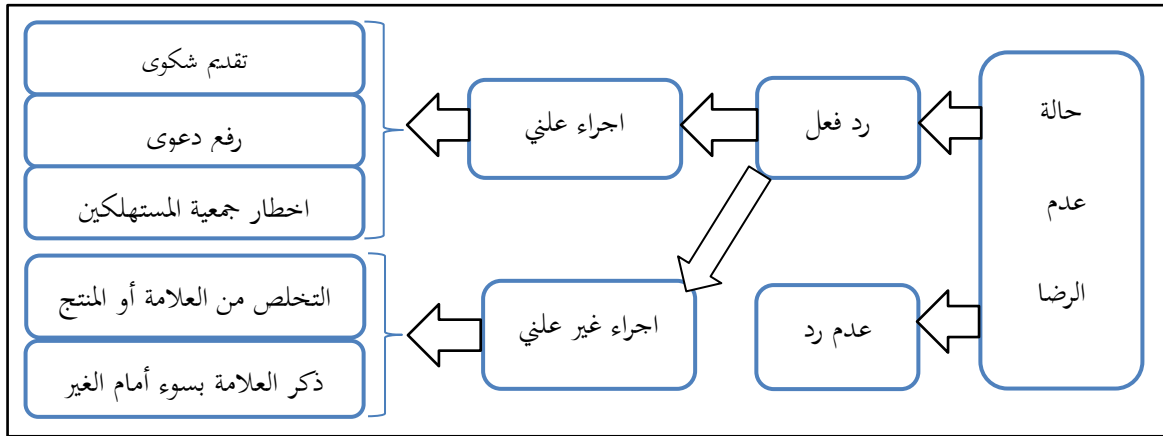 حالة
عدم
الرضا
رد فعل
عدم رد
اجراء علني
اجراء غير علني
تقديم شكوى
رفع دعوى
اخطار جمعية المستهلكين
التخلص من العلامة أو المنتج
ذكر العلامة بسوء أمام الغير